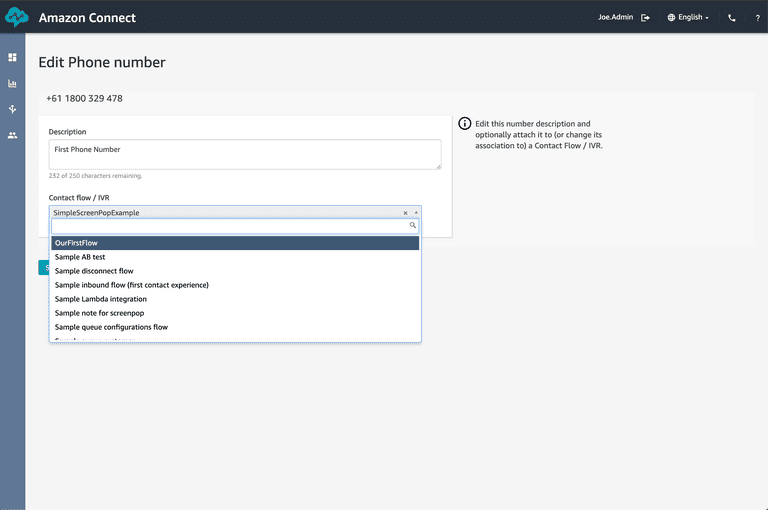 Amazon Connect
Joe.Admin
English
?
Edit Phone number
+61 1800 329 478
Description
First Phone Number
232 of 250 characters remaining.
Contact flow / IVR
SimpleScreenPopExample
OurFirstFlow
Sample AB test
Sample disconnect flow
Sample inbound flow (first contact experience)
Sample Lambda integration
Sample note for screenpop
Sample queue configurations flow
Edit this number description and
optionally attach it to (or change its
association to) a Contact Flow / IVR.